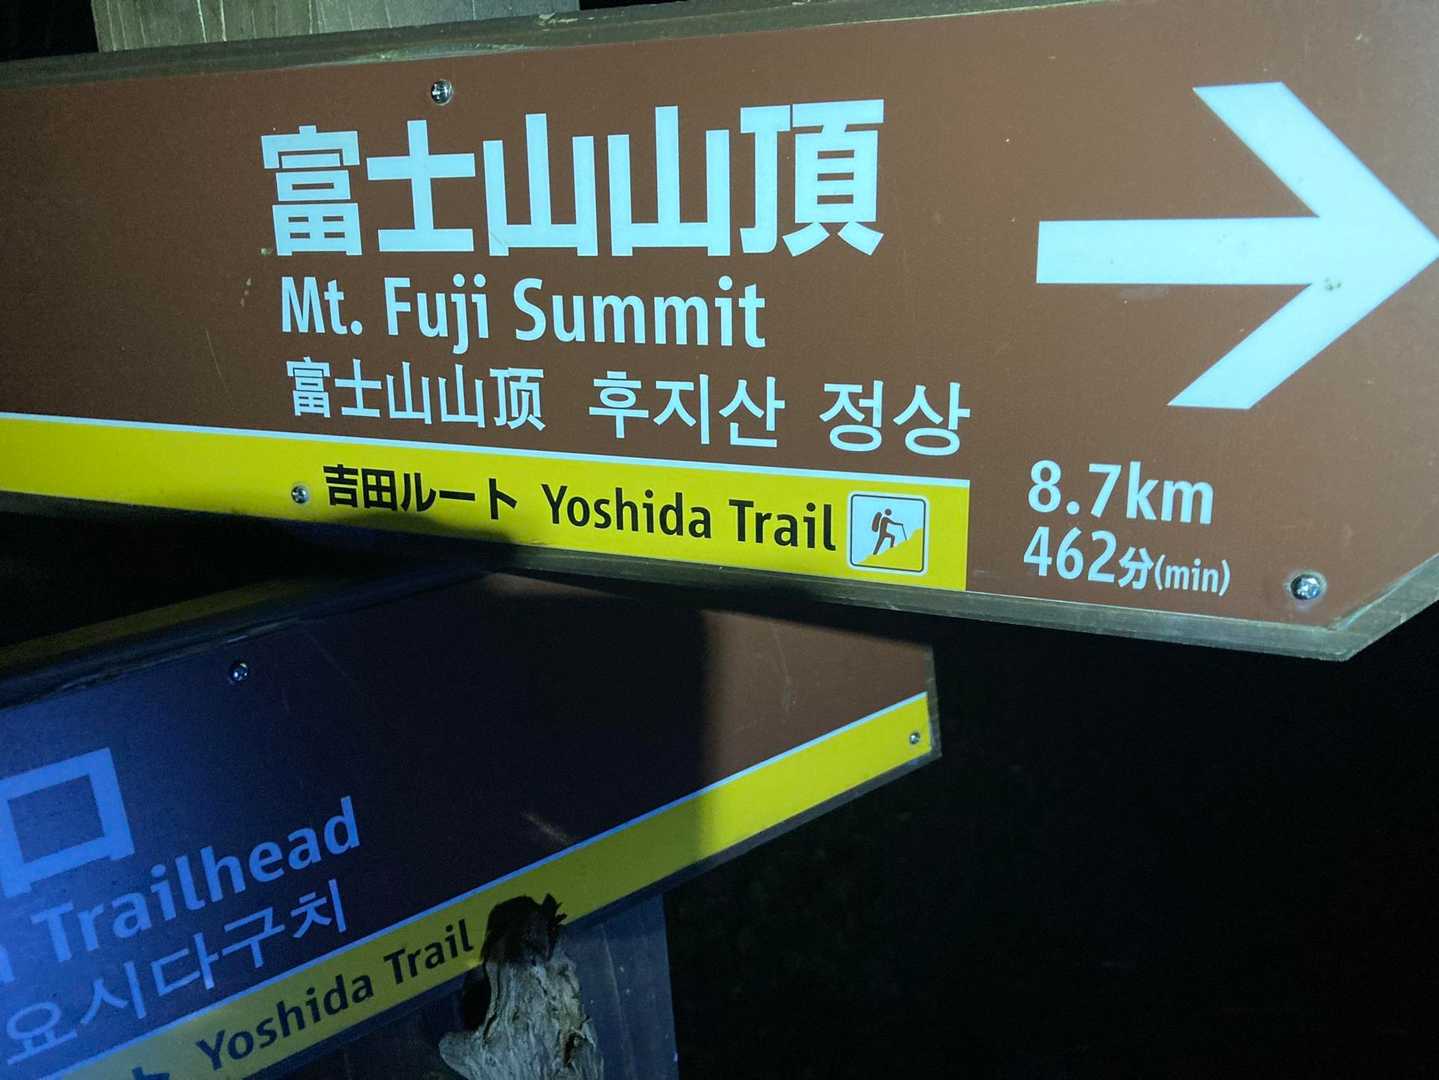 富士山山頂
Mt. Fuji Summit
富士山山顶 후지산 정상
吉田ルート Yoshida Trail
8.7km
462分(min)
口
Trailhead
요시다구치
ト Yoshida Trail